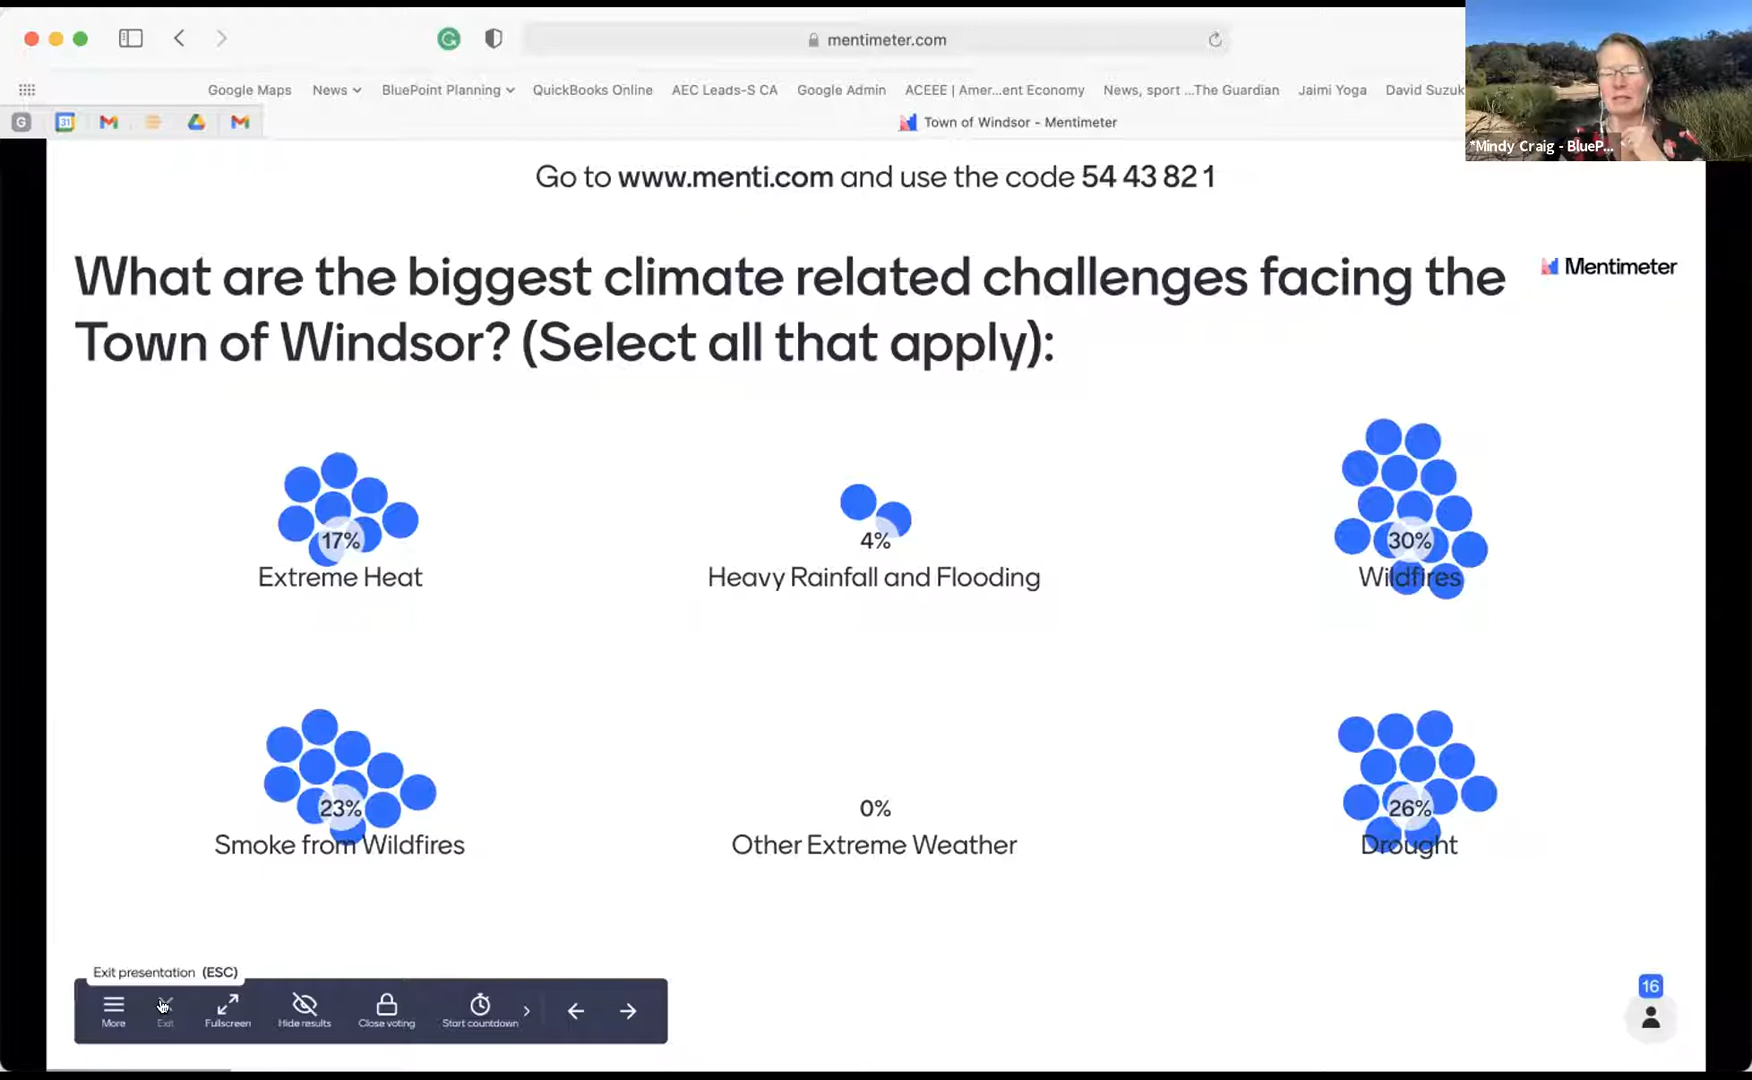 mentimeter.com
Google Maps News BluePoint Planning QuickBooks Online AEC Leads-S CA Google Admin ACEEE | Amer...ent Economy News, sport ...The Guardian Jaimi Yoga David Suzuk
G 31 Town of Windsor - Mentimeter
*Mindy Craig - BlueP...
Go to www.menti.com and use the code 54 43 82 1
What are the biggest climate related challenges facing the
Mentimeter
Town of Windsor? (Select all that apply):
17%
Extreme Heat
4%
Heavy Rainfall and Flooding
30%
Wildfires
23%
Smoke from Wildfires
0%
Other Extreme Weather
26%
Drought
Exit presentation (ESC)
More Exit Fullscreen Hide results Close voting Start countdown
16